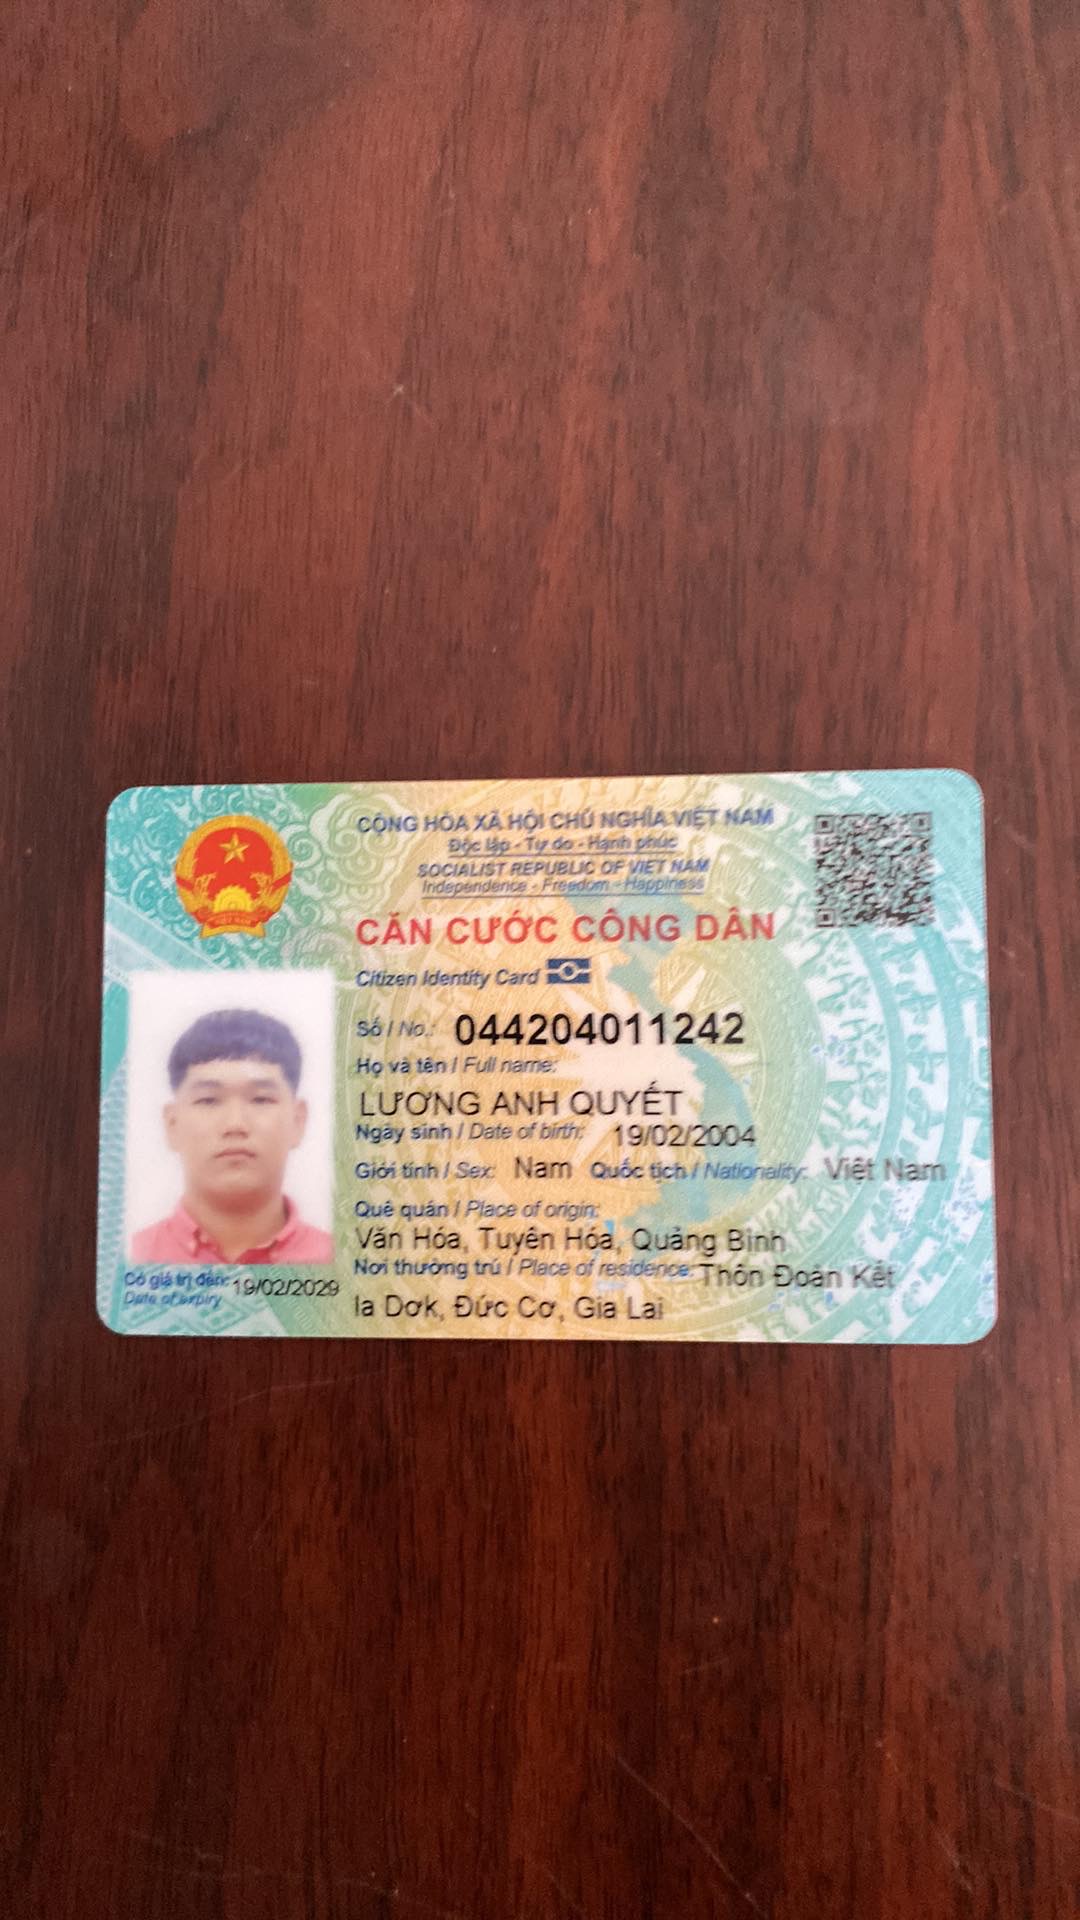 CỘNG HÒA XÃ HỘI CHỦ NGHĨA VIỆT NAM
Độc lập - Tự do - Hạnh phúc
SOCIALIST REPUBLIC OF VIET NAM
Independence - Freedom - Happiness
CĂN CƯỚC CÔNG DÂN
Citizen Identity Card
Số / No.: 044204011242
Họ và tên / Full name:
LƯƠNG ANH QUYẾT
Ngày sinh / Date of birth: 19/02/2004
Giới tính / Sex: Nam Quốc tịch / Nationality: Việt Nam
Quê quán / Place of origin:
Văn Hóa, Tuyên Hóa, Quảng Bình
Nơi thường trú / Place of residence: Thôn Đoàn Kết
Ia Dơk, Đức Cơ, Gia Lai
Có giá trị đến: 19/02/2029
Date of expiry
VIỆT NAM